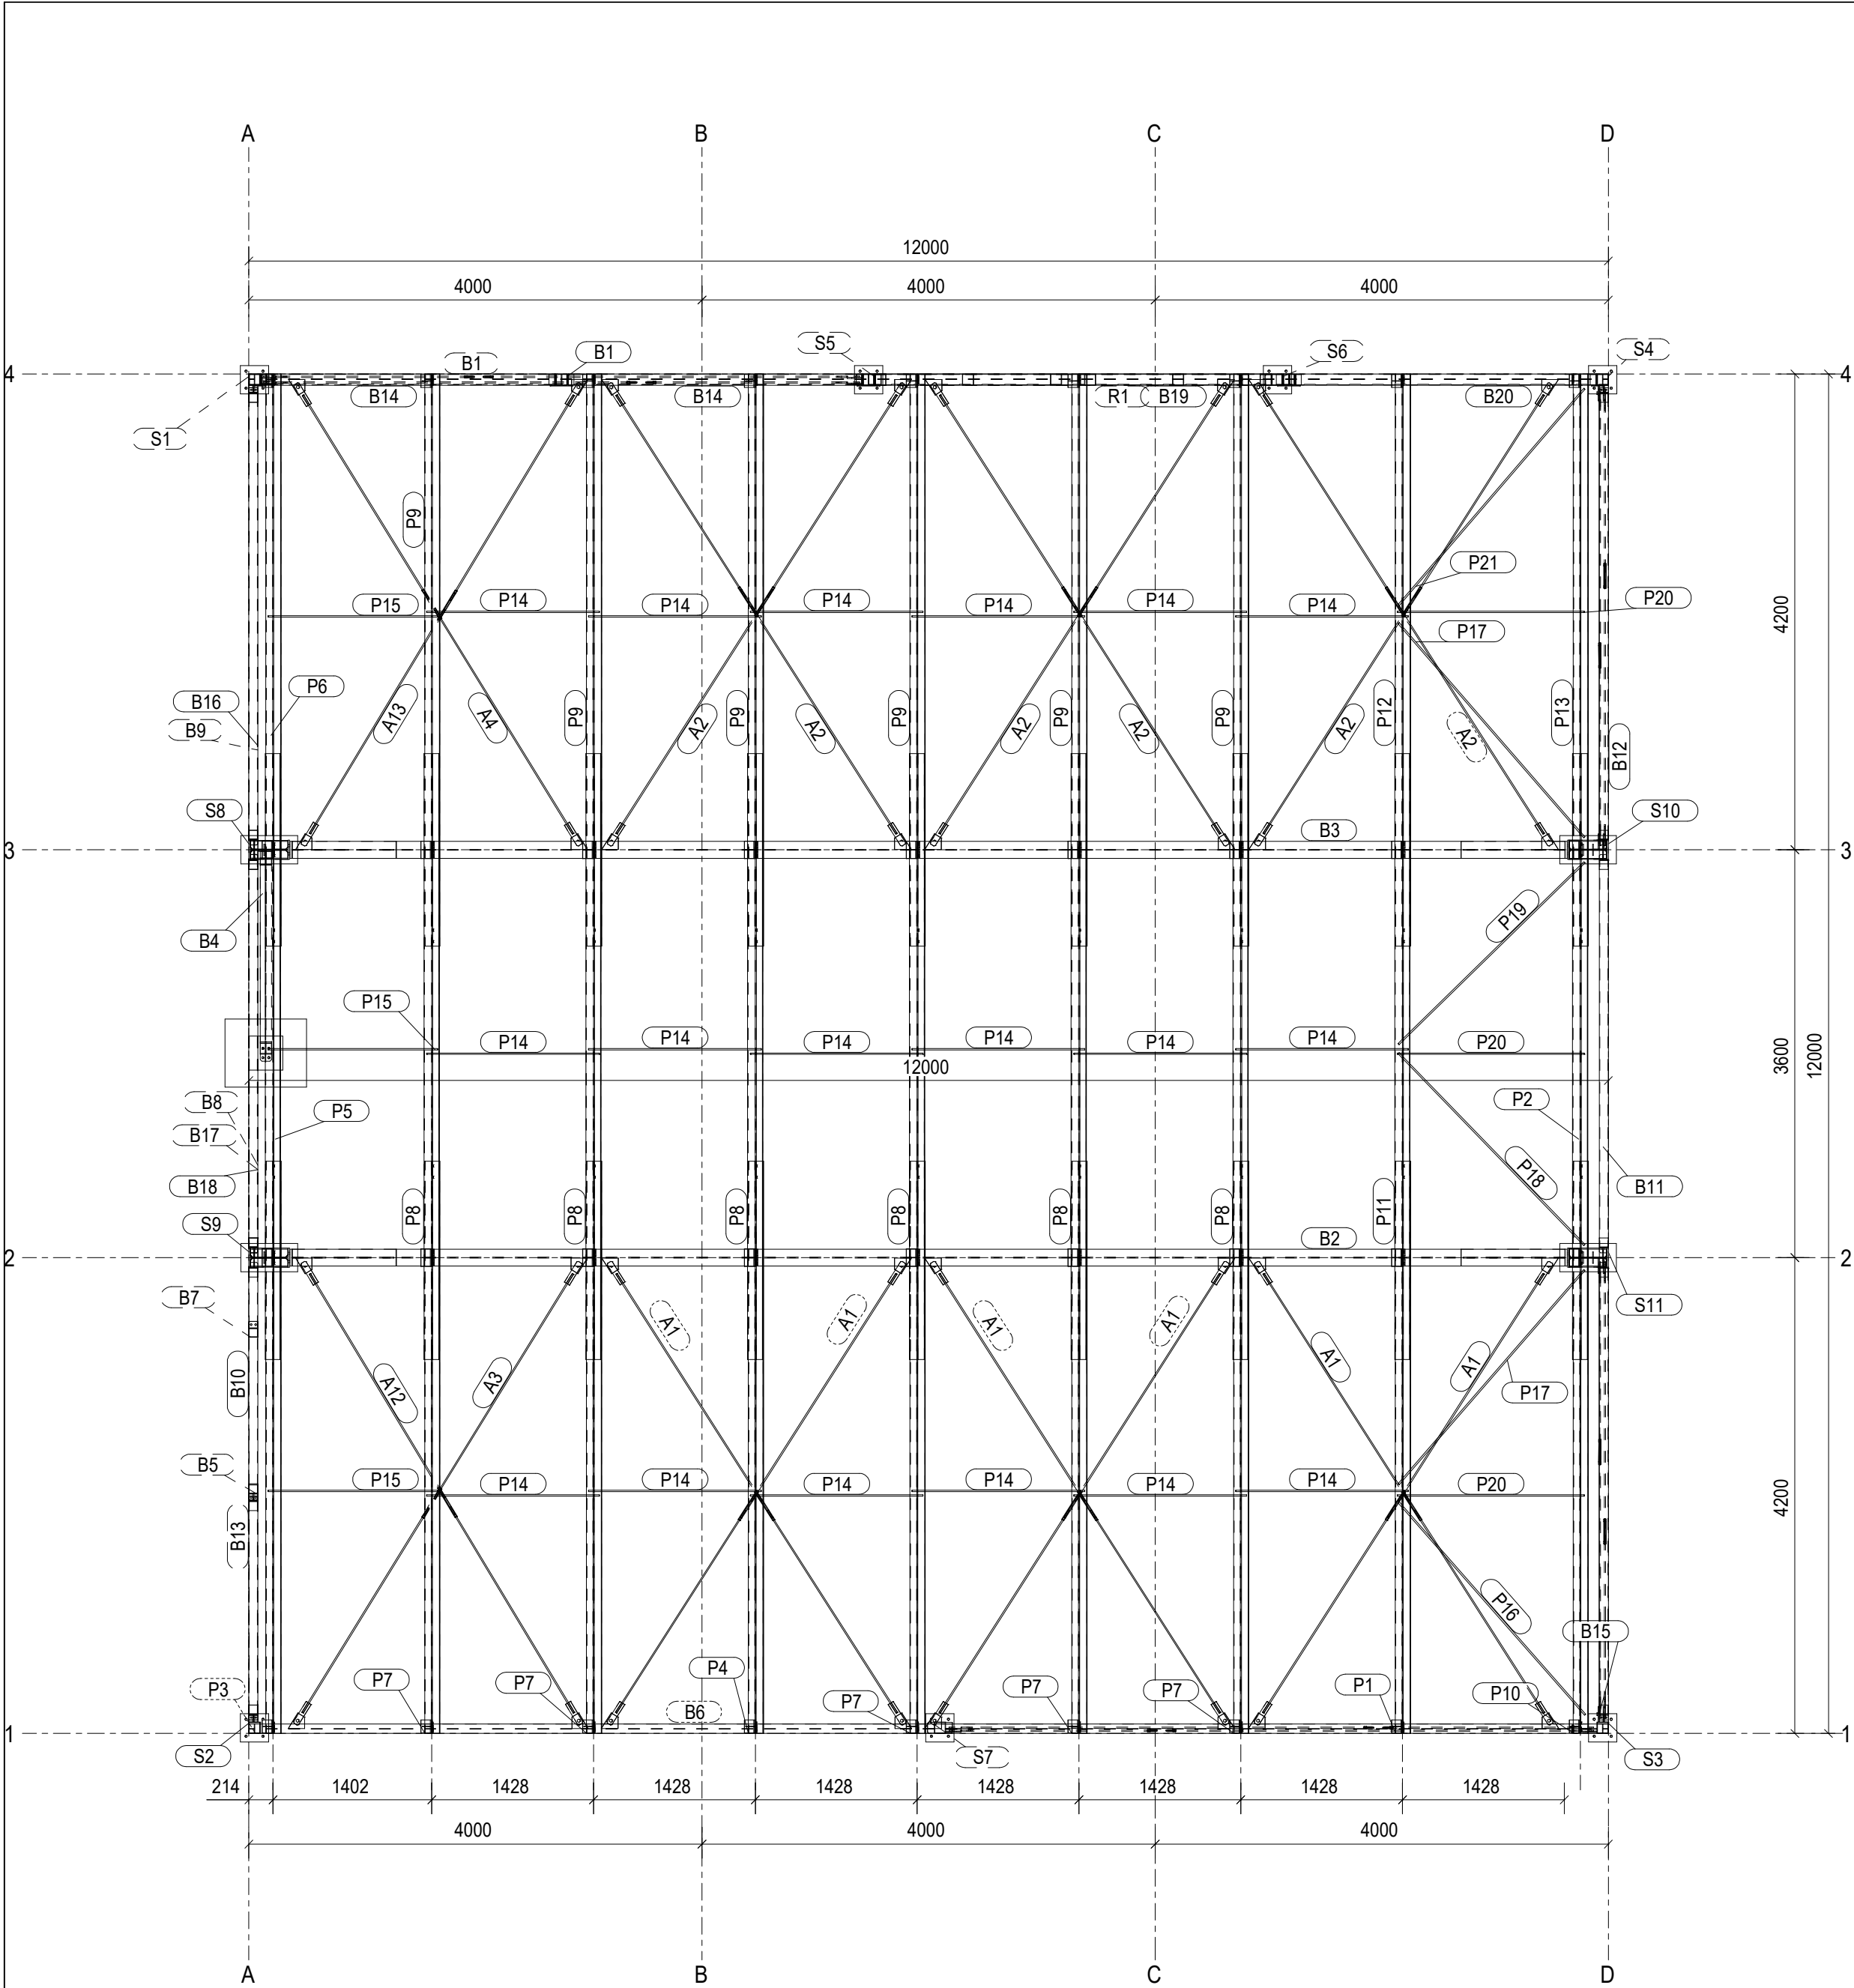 A B C D
12000
4000 4000 4000
S5 S6 S4
B1 B1
4 4
B14 B14 R1 B19 B20
S1
P9
P21
P15 P14 P14 P14 P14 P14 P14 P20
4200
P17
B16 P6
B9
A13 A4 P9 A2 P9 A2 P9 A2 P9 A2 P9 A2 P12 A2 P13 B12
S8 B3 S10
3 3
B4 P19
P15
P14 P14 P14 P14 P14 P14 P20
12000
3600 12000
B8 P5 P2
B17
B18 B11
P8 P8 P8 P8 P8 P8 P11 P18
S9 B2
2 2
B7 S11
A1 A1 A1 A1 A1 A1
B10 A12 A3 P17
B5 P15 P14 P14 P14 P14 P14 P14 P20
4200
B13
P16
B15
P3 P7 P7 P4 P7 P7 P7 P1 P10
B6
1 1
S2 S7 S3
214 1402 1428 1428 1428 1428 1428 1428 1428
4000 4000 4000
A B C D